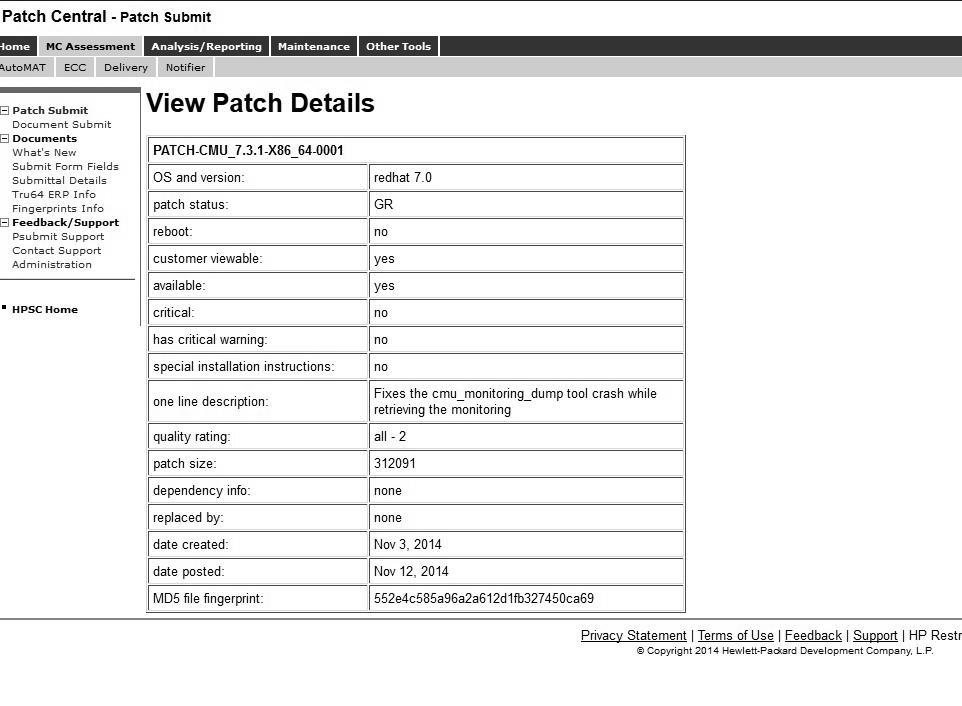 Patch Central - Patch Submit
Home MC Assessment Analysis/Reporting Maintenance Other Tools
AutoMAT ECC Delivery Notifier
Patch Submit
Document Submit
Documents
What's New
Submit Form Fields
Submittal Details
Tru64 ERP Info
Fingerprints Info
Feedback/Support
Psubmit Support
Contact Support
Administration
HPSC Home
View Patch Details
PATCH-CMU_7.3.1-X86_64-0001
OS and version: redhat 7.0
patch status: GR
reboot: no
customer viewable: yes
available: yes
critical: no
has critical warning: no
special installation instructions: no
one line description: Fixes the cmu_monitoring_dump tool crash while
retrieving the monitoring
quality rating: all - 2
patch size: 312091
dependency info: none
replaced by: none
date created: Nov 3, 2014
date posted: Nov 12, 2014
MD5 file fingerprint: 552e4c585a96a2a612d1fb327450ca69
Privacy Statement | Terms of Use | Feedback | Support | HP Restr
© Copyright 2014 Hewlett-Packard Development Company, L.P.